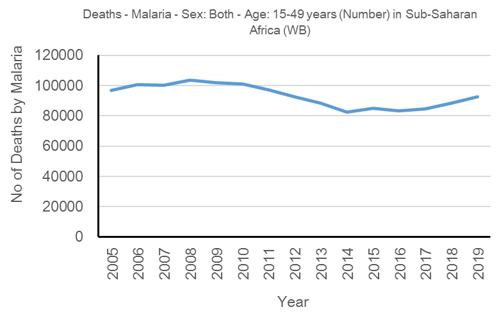 Deaths - Malaria - Sex: Both - Age: 15-49 years (Number) in Sub-Saharan
Africa (WB)
No of Deaths by Malaria
120000
100000
80000
60000
40000
20000
0
2005 2006 2007 2008 2009 2010 2011 2012 2013 2014 2015 2016 2017 2018 2019
Year